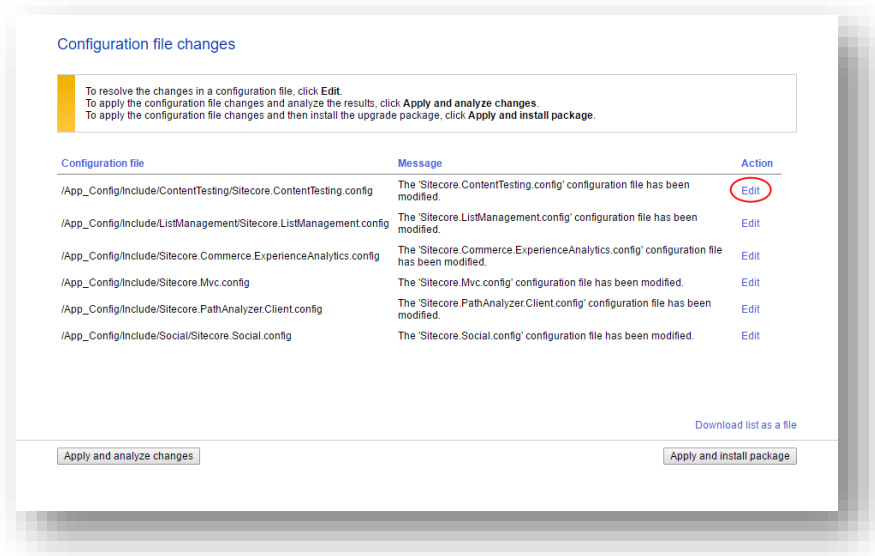 Configuration file changes
To resolve the changes in a configuration file, click Edit.
To apply the configuration file changes and analyze the results, click Apply and analyze changes.
To apply the configuration file changes and then install the upgrade package, click Apply and install package.
Configuration file Message Action
/App_Config/Include/ContentTesting/Sitecore.ContentTesting.config The 'Sitecore.ContentTesting.config' configuration file has been modified. Edit
/App_Config/Include/ListManagement/Sitecore.ListManagement.config The 'Sitecore.ListManagement.config' configuration file has been modified. Edit
/App_Config/Include/Sitecore.Commerce.ExperienceAnalytics.config The 'Sitecore.Commerce.ExperienceAnalytics.config' configuration file has been modified. Edit
/App_Config/Include/Sitecore.Mvc.config The 'Sitecore.Mvc.config' configuration file has been modified. Edit
/App_Config/Include/Sitecore.PathAnalyzer.Client.config The 'Sitecore.PathAnalyzer.Client.config' configuration file has been modified. Edit
/App_Config/Include/Social/Sitecore.Social.config The 'Sitecore.Social.config' configuration file has been modified. Edit
Download list as a file
Apply and analyze changes Apply and install package